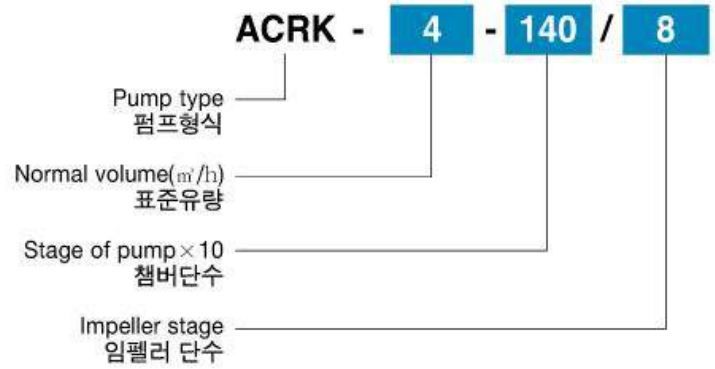 ACRK - 4 - 140 / 8
Pump type
펌프형식
Normal volume(㎥/h)
표준유량
Stage of pump×10
챔버단수
Impeller stage
임펠러 단수